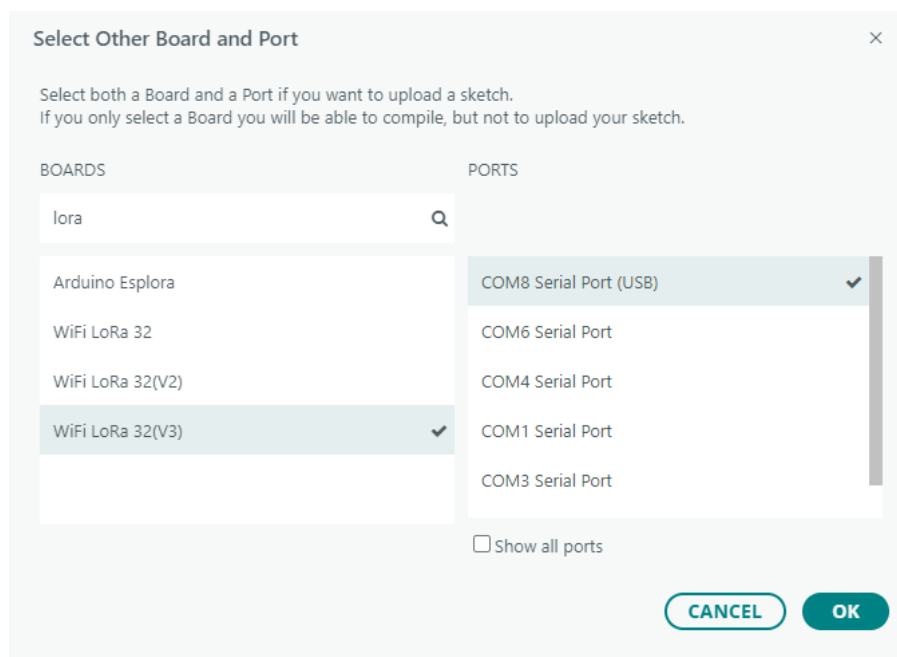 Select Other Board and Port
Select both a Board and a Port if you want to upload a sketch.
If you only select a Board you will be able to compile, but not to upload your sketch.
BOARDS
lora
Arduino Esplora
WiFi LoRa 32
WiFi LoRa 32(V2)
WiFi LoRa 32(V3)
PORTS
COM8 Serial Port (USB)
COM6 Serial Port
COM4 Serial Port
COM1 Serial Port
COM3 Serial Port
Show all ports
CANCEL
OK